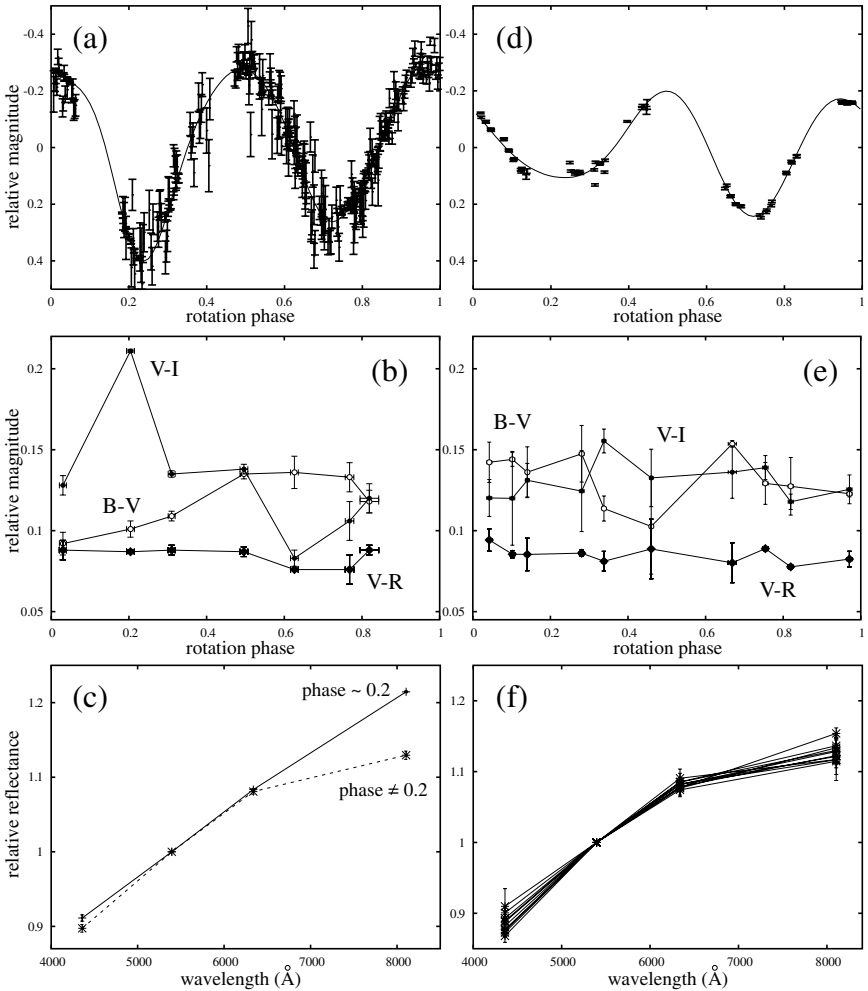 (a)
-0.4
-0.2
0
0.2
0.4
relative magnitude
0 0.2 0.4 0.6 0.8 1
rotation phase
(d)
-0.4
-0.2
0
0.2
0.4
relative magnitude
0 0.2 0.4 0.6 0.8 1
rotation phase
(b)
0.2
0.15
0.1
0.05
relative magnitude
V-I
B-V
V-R
0 0.2 0.4 0.6 0.8 1
rotation phase
(e)
0.2
0.15
0.1
0.05
B-V
V-I
V-R
0 0.2 0.4 0.6 0.8 1
rotation phase
(c)
1.2
1.1
1
0.9
relative reflectance
phase ~ 0.2
phase ≠ 0.2
4000 5000 6000 7000 8000
wavelength (Å)
(f)
1.2
1.1
1
0.9
4000 5000 6000 7000 8000
wavelength (Å)